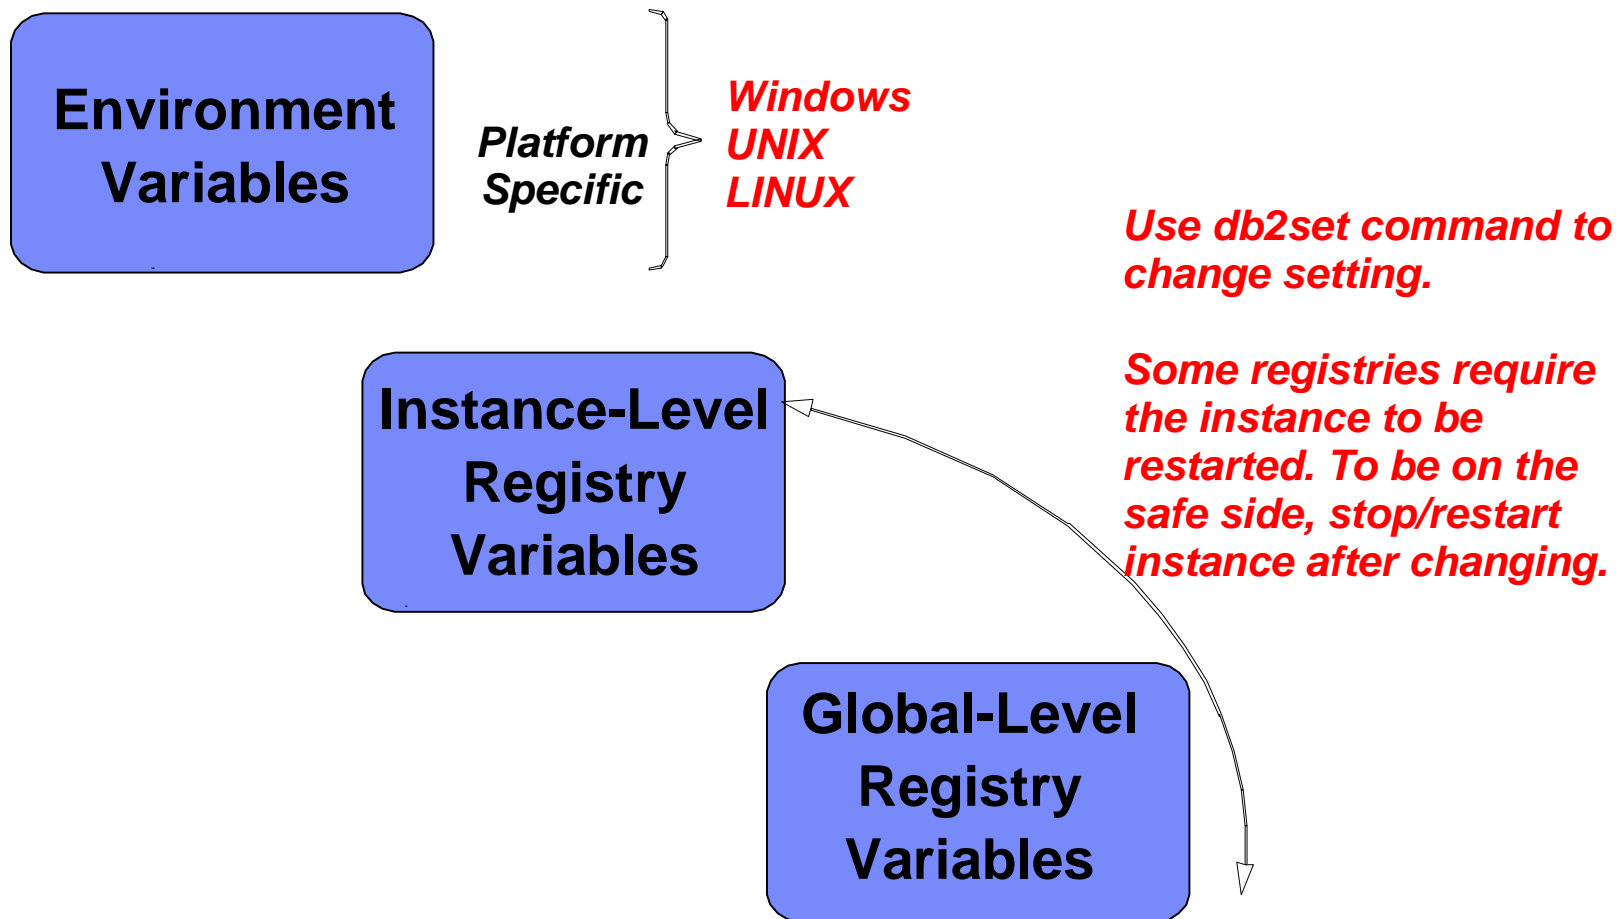 Environment
Variables
Platform
Specific
Windows
UNIX
LINUX
Use db2set command to
change setting.
Some registries require
the instance to be
restarted. To be on the
safe side, stop/restart
instance after changing.
Instance-Level
Registry
Variables
Global-Level
Registry
Variables